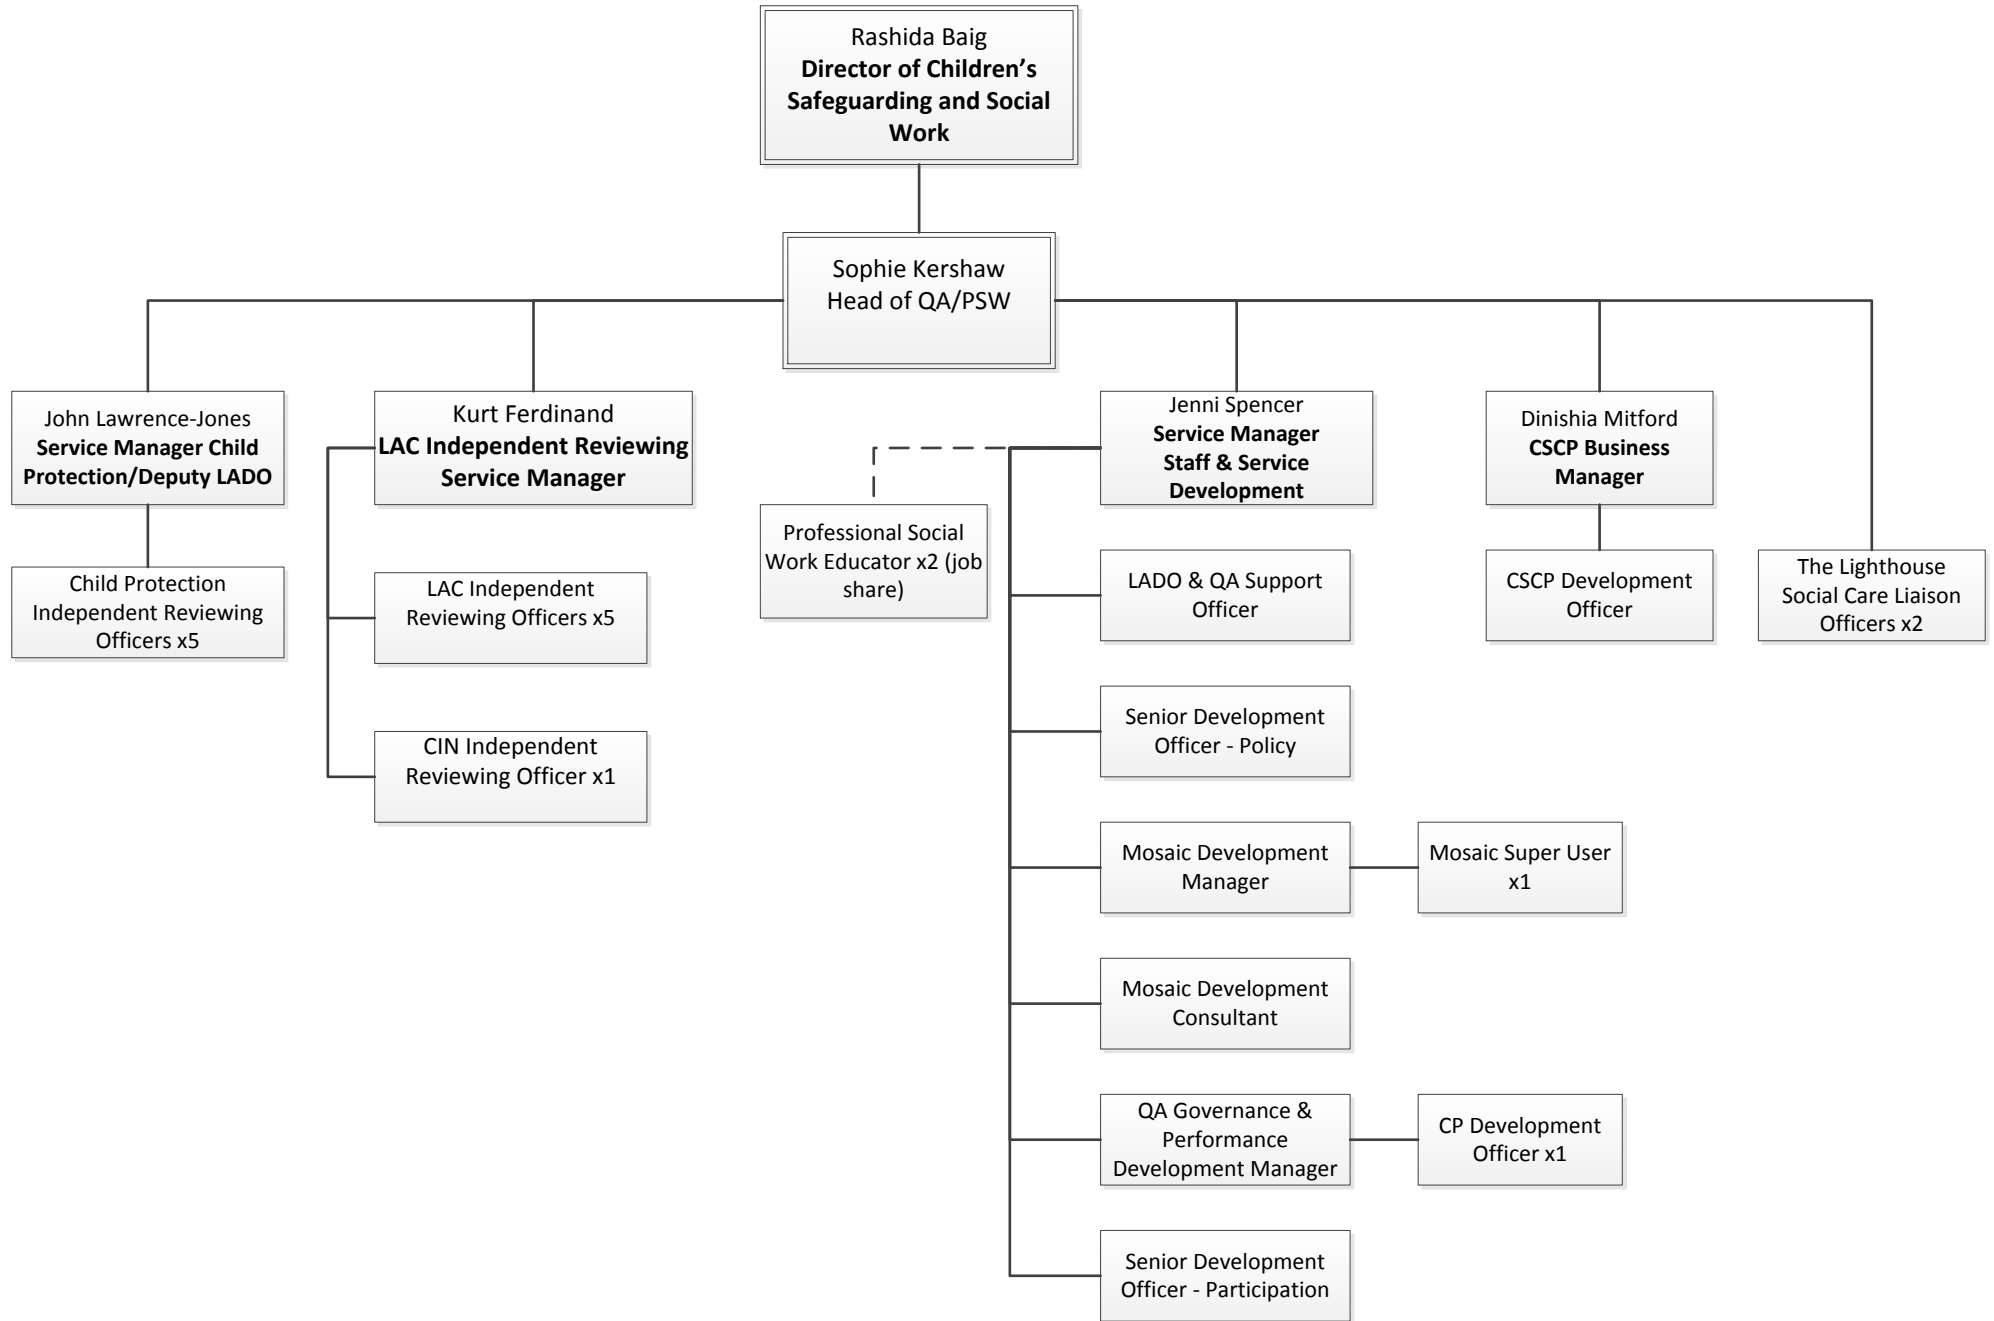 Rashida Baig
Director of Children’s
Safeguarding and Social
Work
Sophie Kershaw
Head of QA/PSW
John Lawrence-Jones
Service Manager Child
Protection/Deputy LADO
Kurt Ferdinand
LAC Independent Reviewing
Service Manager
Jenni Spencer
Service Manager
Staff & Service
Development
Dinishia Mitford
CSCP Business
Manager
Professional Social
Work Educator x2 (job
share)
Child Protection
Independent Reviewing
Officers x5
LAC Independent
Reviewing Officers x5
LADO & QA Support
Officer
CSCP Development
Officer
The Lighthouse
Social Care Liaison
Officers x2
CIN Independent
Reviewing Officer x1
Senior Development
Officer - Policy
Mosaic Development
Manager
Mosaic Super User
x1
Mosaic Development
Consultant
QA Governance &
Performance
Development Manager
CP Development
Officer x1
Senior Development
Officer - Participation